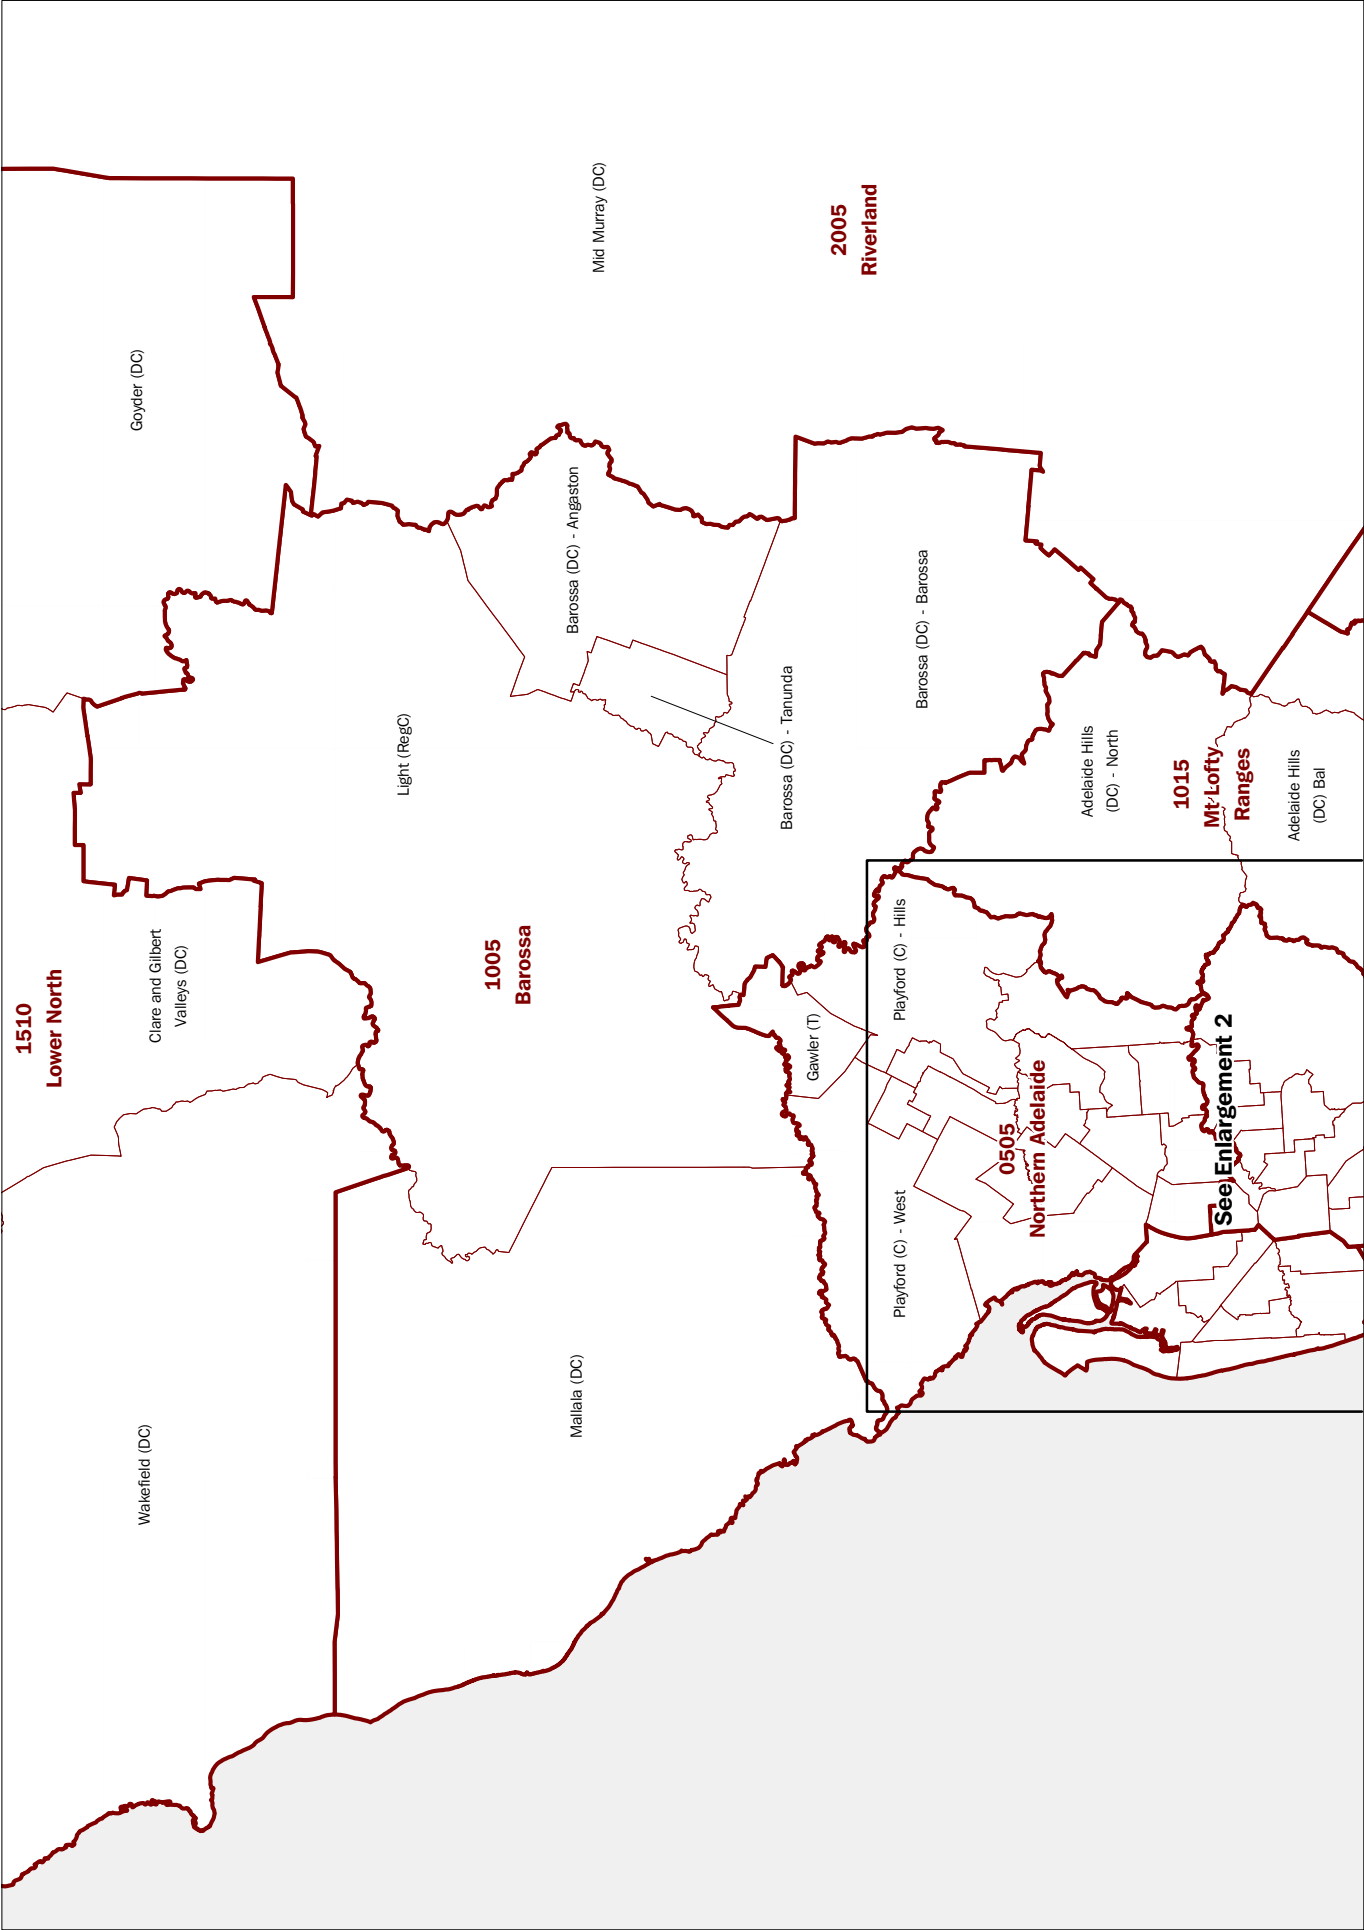 1510
Lower North
Wakefield (DC)
Clare and Gilbert
Valleys (DC)
Goyder (DC)
Light (RegC)
1005
Barossa
Mallala (DC)
Barossa (DC) - Angaston
Mid Murray (DC)
Barossa (DC) - Tanunda
Gawler (T)
2005
Riverland
Playford (C) - West
Playford (C) - Hills
Barossa (DC) - Barossa
0505
Northern Adelaide
Adelaide Hills
(DC) - North
1015
Mt Lofty
Ranges
See Enlargement 2
Adelaide Hills
(DC) Bal